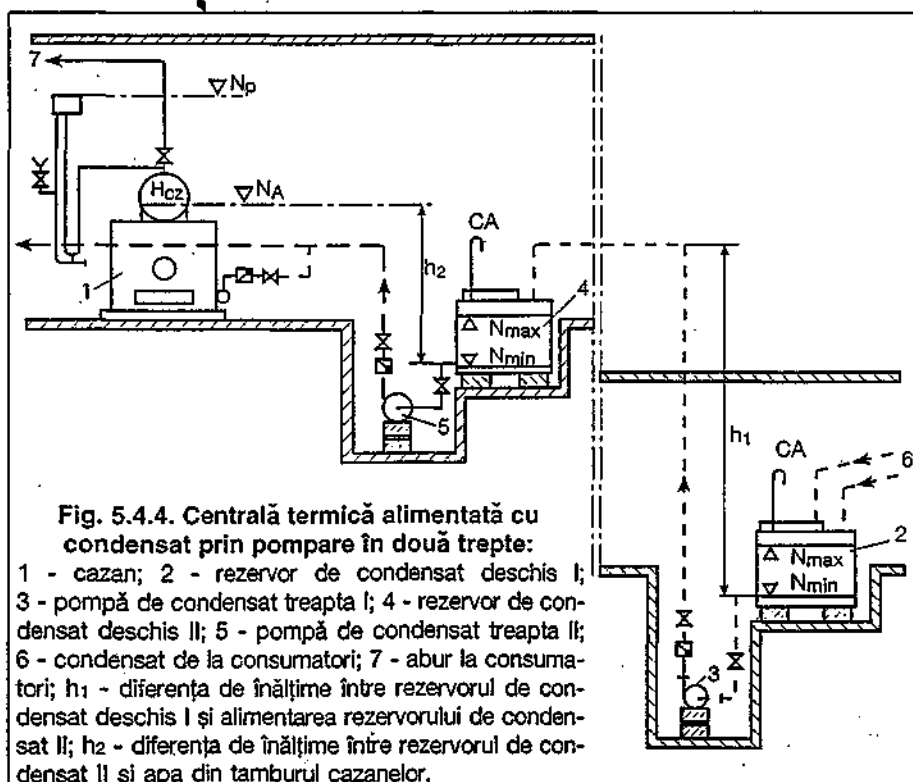 7
Np
Hcz
NA
CA
h2
1
4
Nmax
Nmin
5
h1
CA
6
2
Nmax
Nmin
3
Fig. 5.4.4. Centrală termică alimentată cu
condensat prin pompare în două trepte:
1 - cazan; 2 - rezervor de condensat deschis I;
3 - pompă de condensat treapta I; 4 - rezervor de con-
densat deschis II; 5 - pompă de condensat treapta II;
6 - condensat de la consumatori; 7 - abur la consuma-
tori; h1 - diferența de înălțime între rezervorul de con-
densat deschis I și alimentarea rezervorului de conden-
sat II; h2 - diferența de înălțime între rezervorul de con-
densat II și apa din tamburul cazanelor.